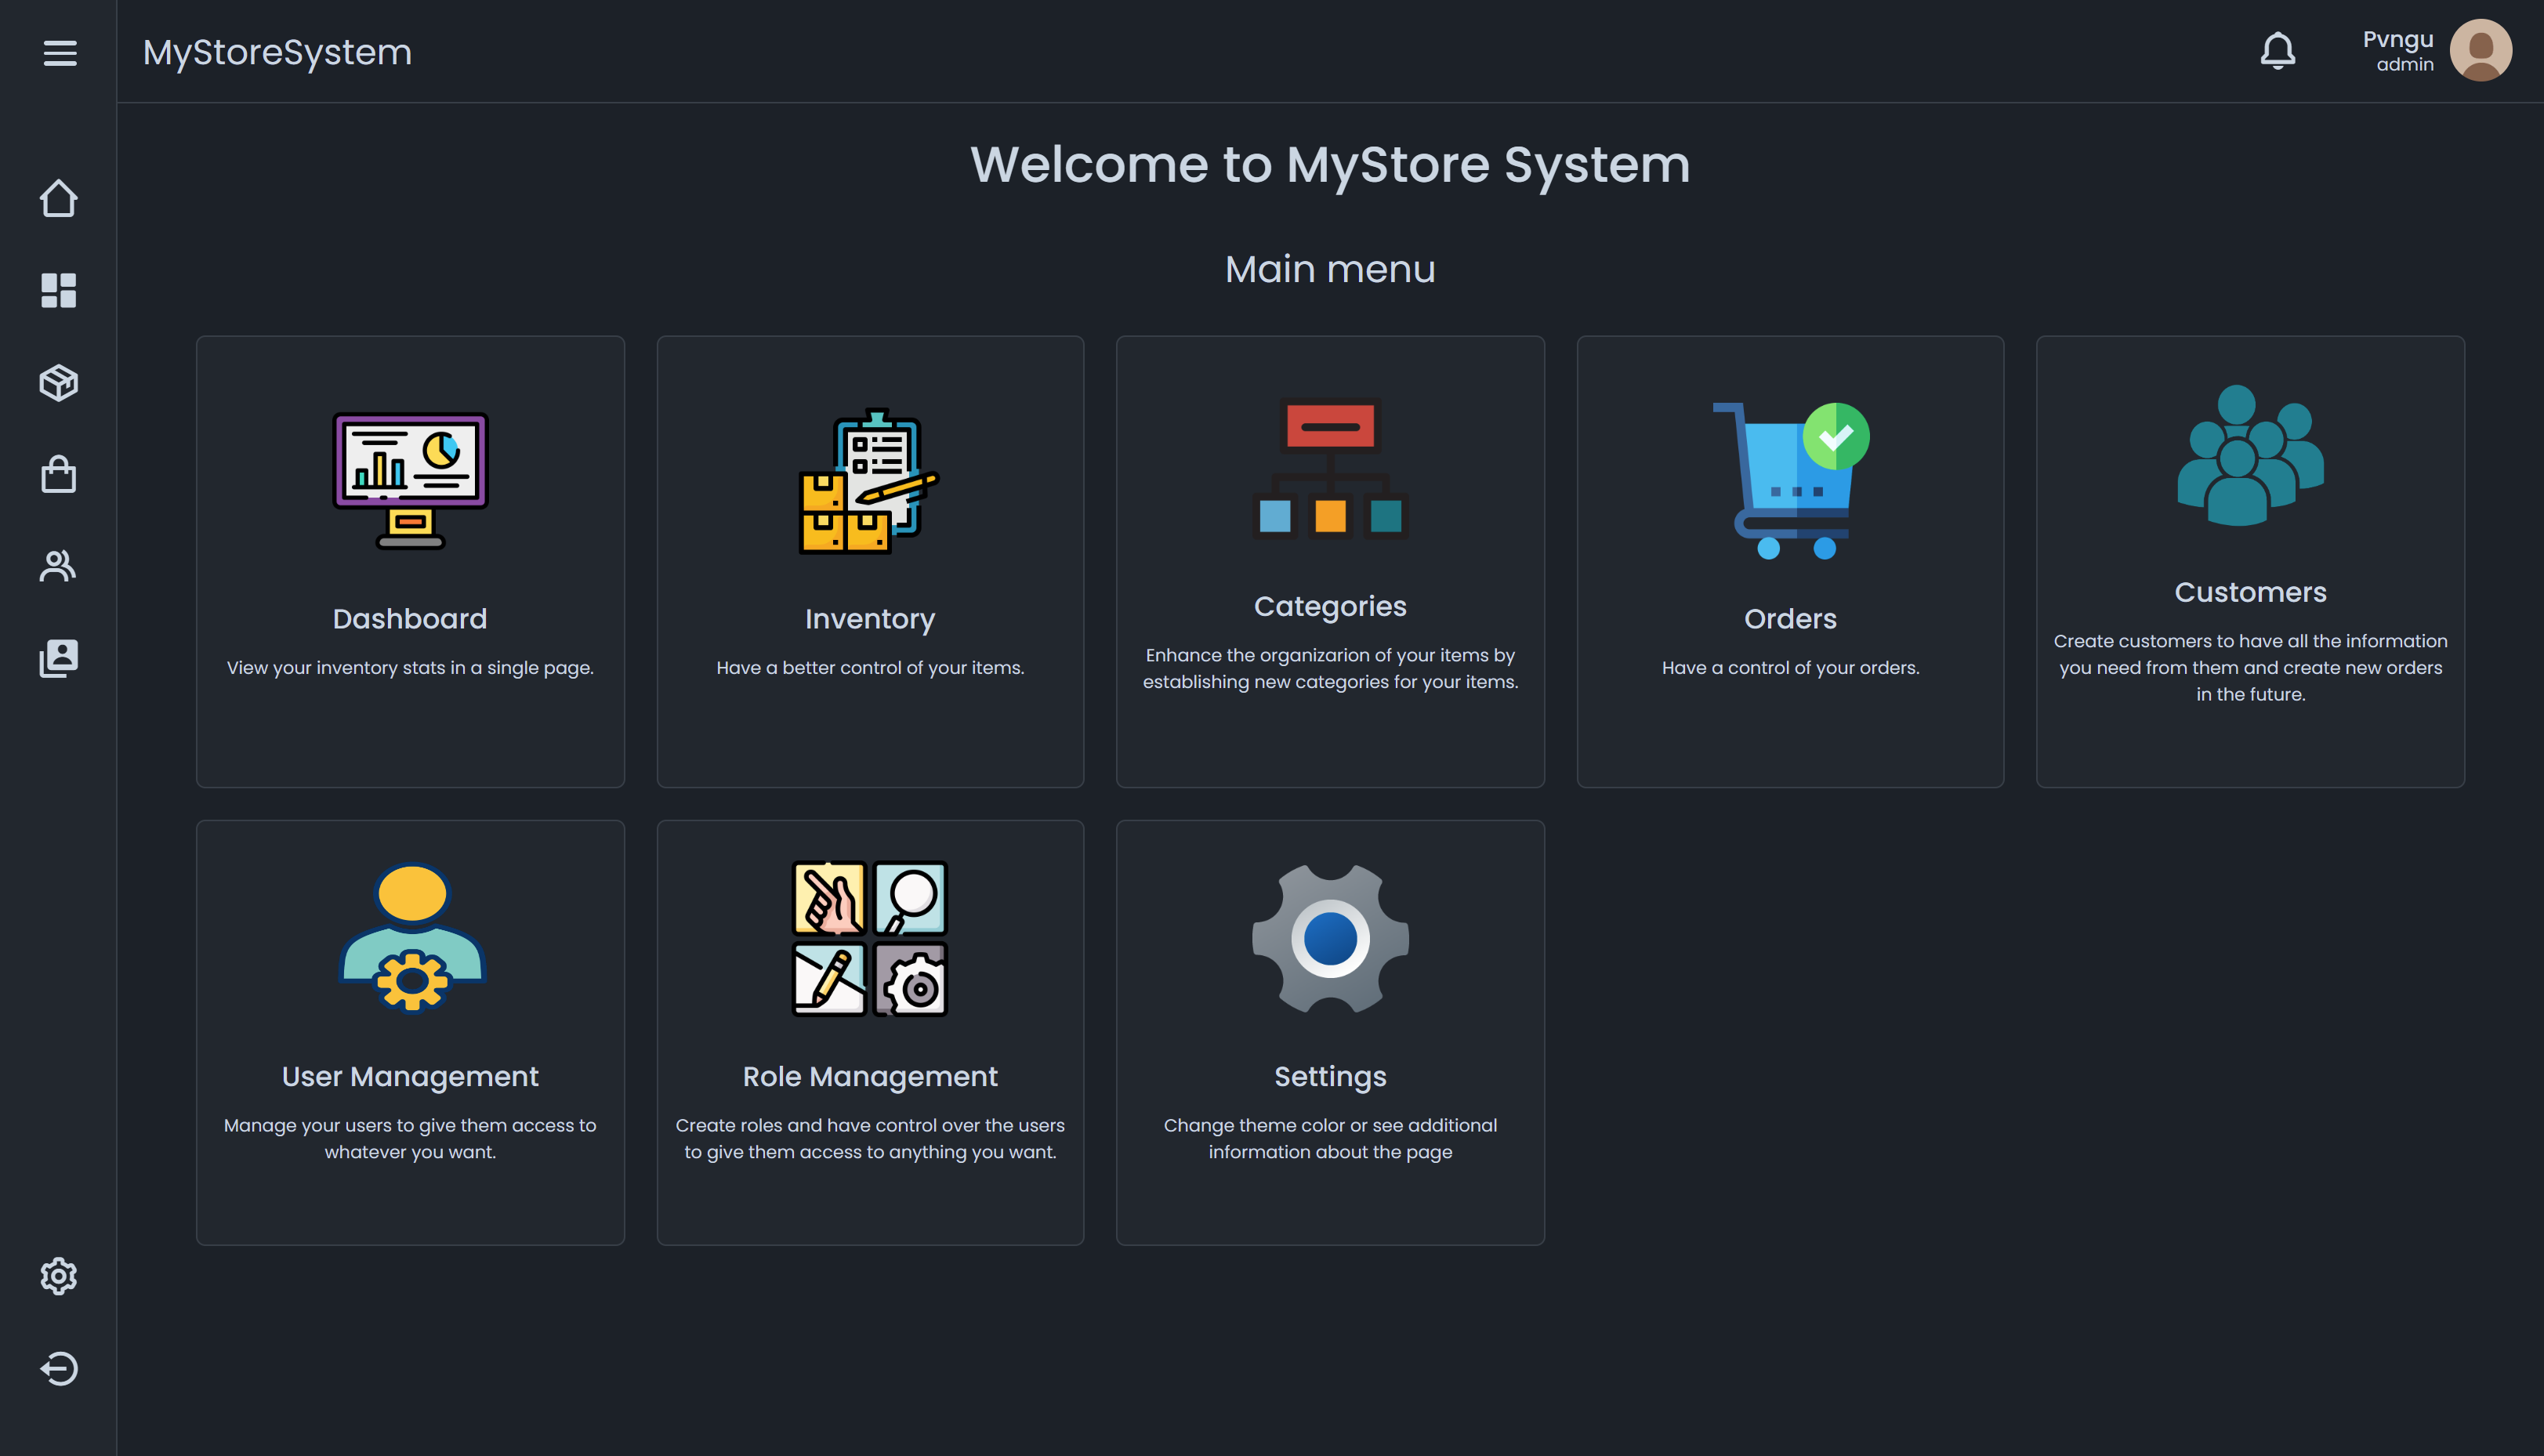 MyStoreSystem
Pvngu
admin
Welcome to MyStore System
Main menu
Dashboard
View your inventory stats in a single page.
Inventory
Have a better control of your items.
Categories
Enhance the organizarion of your items by
establishing new categories for your items.
Orders
Have a control of your orders.
Customers
Create customers to have all the information
you need from them and create new orders
in the future.
User Management
Manage your users to give them access to
whatever you want.
Role Management
Create roles and have control over the users
to give them access to anything you want.
Settings
Change theme color or see additional
information about the page